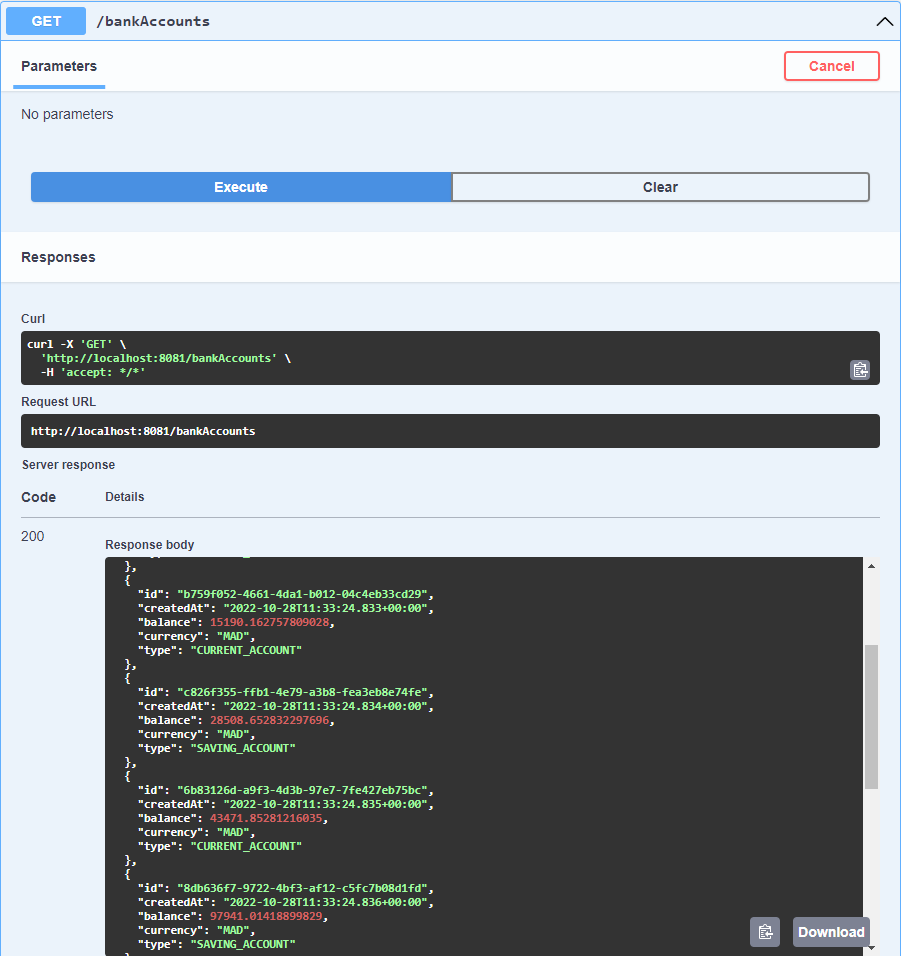 GET /bankAccounts
Parameters
Cancel
No parameters
Execute
Clear
Responses
Curl
curl -X 'GET' \
  'http://localhost:8081/bankAccounts' \
  -H 'accept: */*'
Request URL
http://localhost:8081/bankAccounts
Server response
Code Details
200
Response body
  },
  {
    "id": "b759f052-4661-4da1-b012-04c4eb33cd29",
    "createdAt": "2022-10-28T11:33:24.833+00:00",
    "balance": 15190.162757809028,
    "currency": "MAD",
    "type": "CURRENT_ACCOUNT"
  },
  {
    "id": "c826f355-ffb1-4e79-a3b8-fea3eb8e74fe",
    "createdAt": "2022-10-28T11:33:24.834+00:00",
    "balance": 28508.652832297696,
    "currency": "MAD",
    "type": "SAVING_ACCOUNT"
  },
  {
    "id": "6b83126d-a9f3-4d3b-97e7-7fe427eb75bc",
    "createdAt": "2022-10-28T11:33:24.835+00:00",
    "balance": 43471.85281216035,
    "currency": "MAD",
    "type": "CURRENT_ACCOUNT"
  },
  {
    "id": "8db636f7-9722-4bf3-af12-c5fc7b08d1fd",
    "createdAt": "2022-10-28T11:33:24.836+00:00",
    "balance": 97941.01418899829,
    "currency": "MAD",
    "type": "SAVING_ACCOUNT"
Download